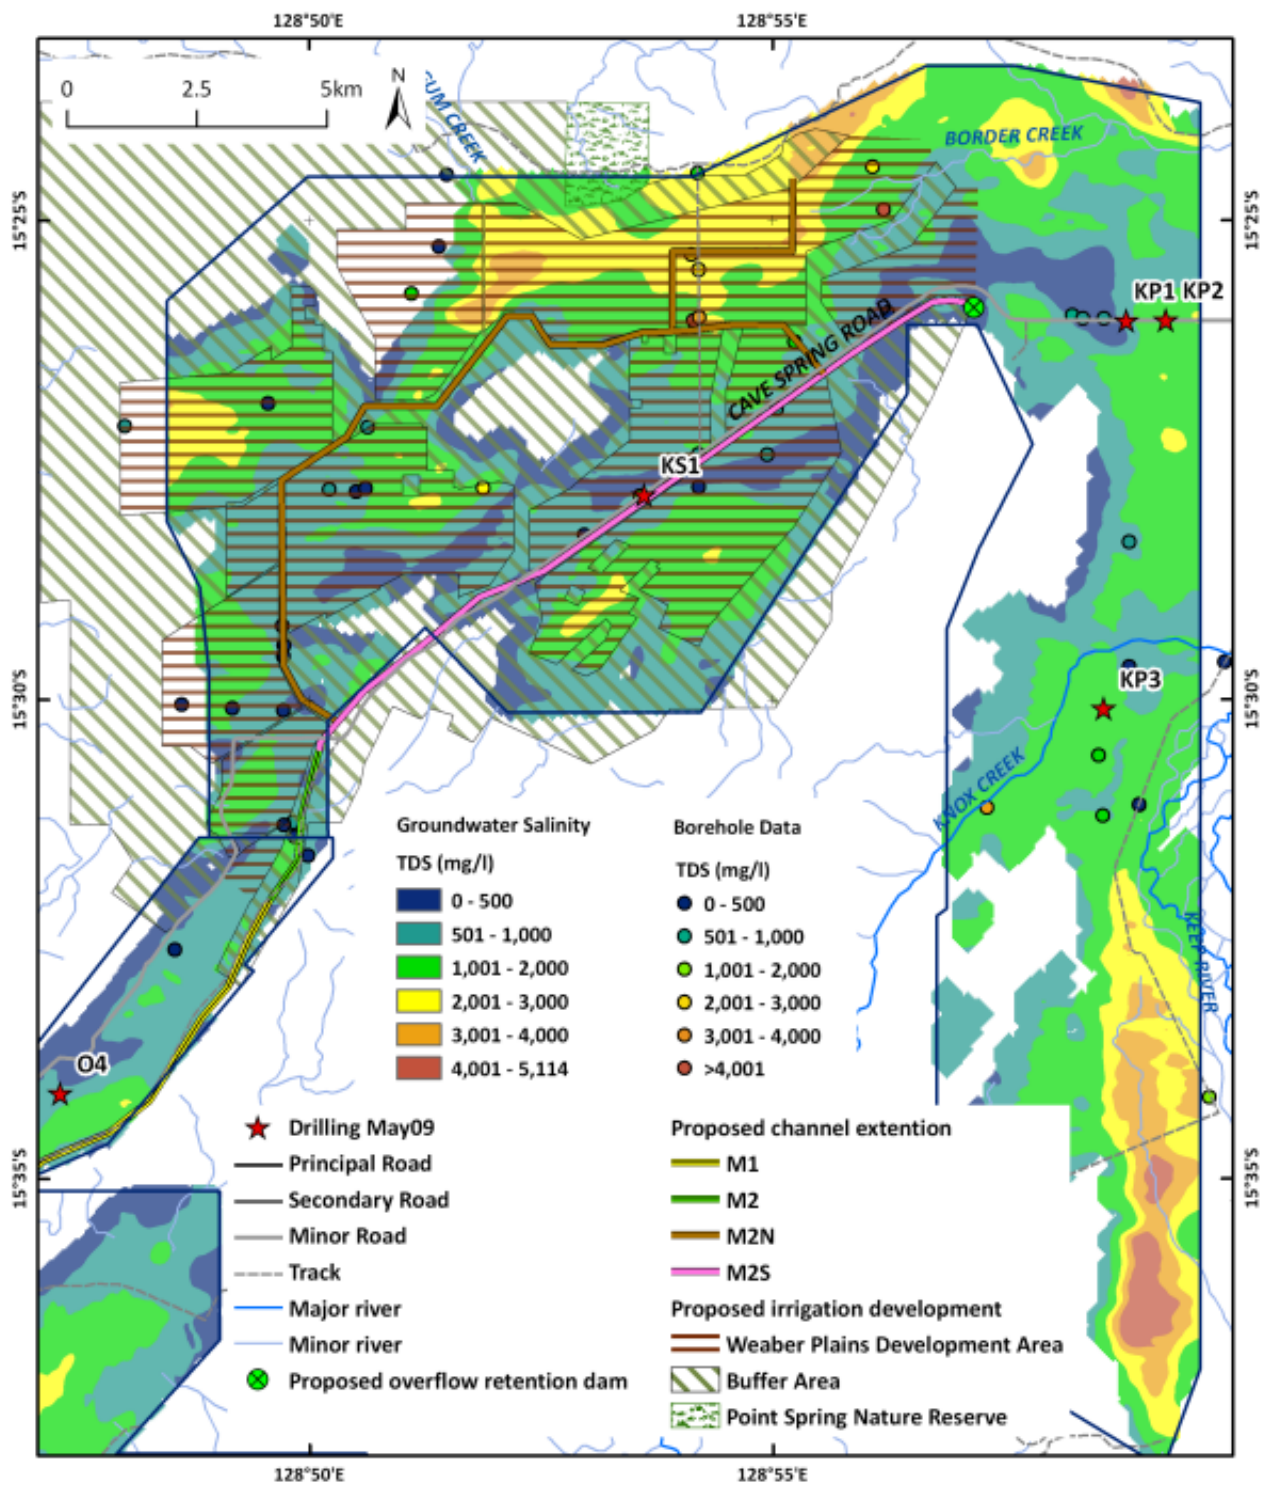 128°50'E
128°55'E
0 2.5 5km
N
GUM CREEK
BORDER CREEK
15°25'S
15°25'S
KP1 KP2
CAVE SPRING ROAD
KS1
15°30'S
15°30'S
KP3
KNOX CREEK
KEEP RIVER
O4
15°35'S
15°35'S
Groundwater Salinity
TDS (mg/l)
0 - 500
501 - 1,000
1,001 - 2,000
2,001 - 3,000
3,001 - 4,000
4,001 - 5,114
Borehole Data
TDS (mg/l)
0 - 500
501 - 1,000
1,001 - 2,000
2,001 - 3,000
3,001 - 4,000
>4,001
Drilling May09
Principal Road
Secondary Road
Minor Road
Track
Major river
Minor river
Proposed overflow retention dam
Proposed channel extention
M1
M2
M2N
M2S
Proposed irrigation development
Weaber Plains Development Area
Buffer Area
Point Spring Nature Reserve
128°50'E
128°55'E